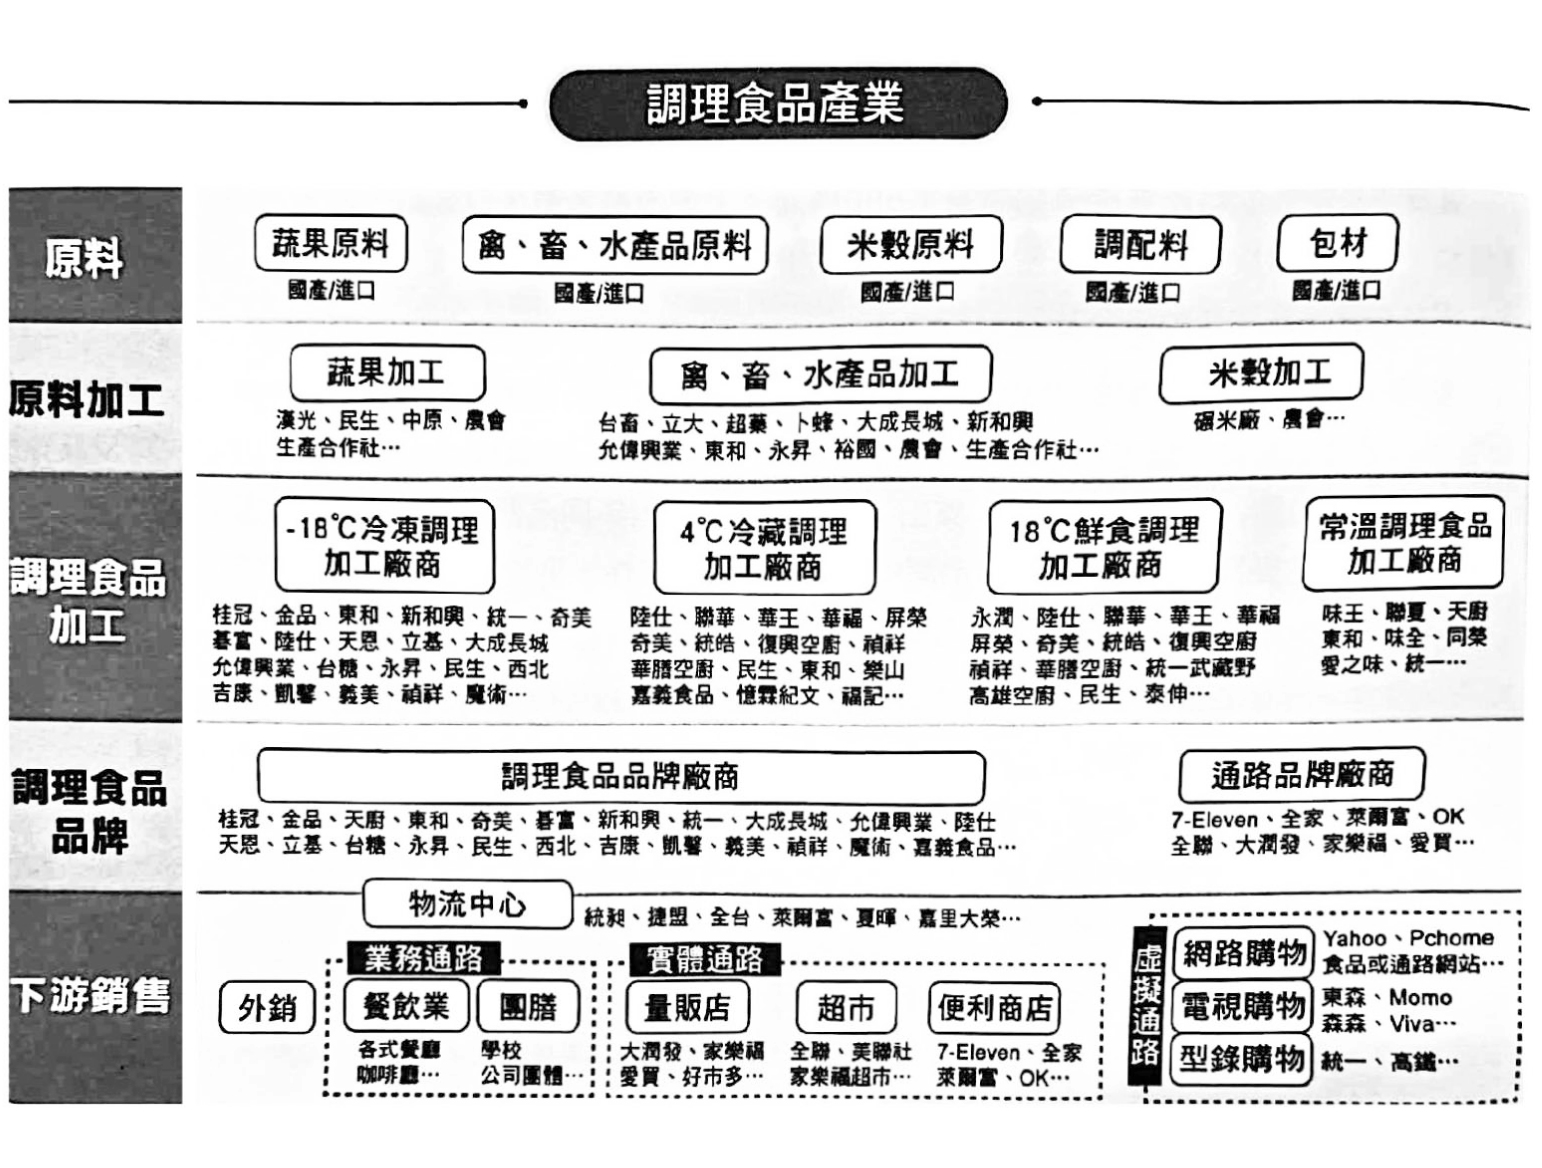 調理食品產業
原料
蔬果原料
國產/進口
禽、畜、水產品原料
國產/進口
米穀原料
國產/進口
調配料
國產/進口
包材
國產/進口
原料加工
蔬果加工
漢光、民生、中原、農會
生產合作社…
禽、畜、水產品加工
台畜、立大、超蘽、卜蜂、大成長城、新和興
允偉興業、東和、永昇、裕國、農會、生產合作社…
米穀加工
碾米廠、農會…
調理食品
加工
-18℃冷凍調理
加工廠商
桂冠、金品、東和、新和興、統一、奇美
碁富、陸仕、天恩、立基、大成長城
允偉興業、台糖、永昇、民生、西北
吉康、凱馨、義美、禎祥、魔術…
4℃冷藏調理
加工廠商
陸仕、聯華、華王、華福、屏榮
奇美、統皓、復興空廚、禎祥
華膳空廚、民生、東和、樂山
嘉義食品、憶霖紀文、福記…
18℃鮮食調理
加工廠商
永潤、陸仕、聯華、華王、華福
屏榮、奇美、統皓、復興空廚
禎祥、華膳空廚、統一武藏野
高雄空廚、民生、泰伸…
常溫調理食品
加工廠商
味王、聯夏、天廚
東和、味全、同榮
愛之味、統一…
調理食品
品牌
調理食品品牌廠商
桂冠、金品、天廚、東和、奇美、碁富、新和興、統一、大成長城、允偉興業、陸仕
天恩、立基、台糖、永昇、民生、西北、吉康、凱馨、義美、禎祥、魔術、嘉義食品…
通路品牌廠商
7-Eleven、全家、萊爾富、OK
全聯、大潤發、家樂福、愛買…
下游銷售
物流中心
統昶、捷盟、全台、萊爾富、夏暉、嘉里大榮…
外銷
業務通路
餐飲業
各式餐廳
咖啡廳…
團膳
學校
公司團體…
實體通路
量販店
大潤發、家樂福
愛買、好市多…
超市
全聯、美聯社
家樂福超市…
便利商店
7-Eleven、全家
萊爾富、OK…
虛擬通路
網路購物
Yahoo、Pchome
食品或通路網站…
電視購物
東森、Momo
森森、Viva…
型錄購物
統一、高鐵…